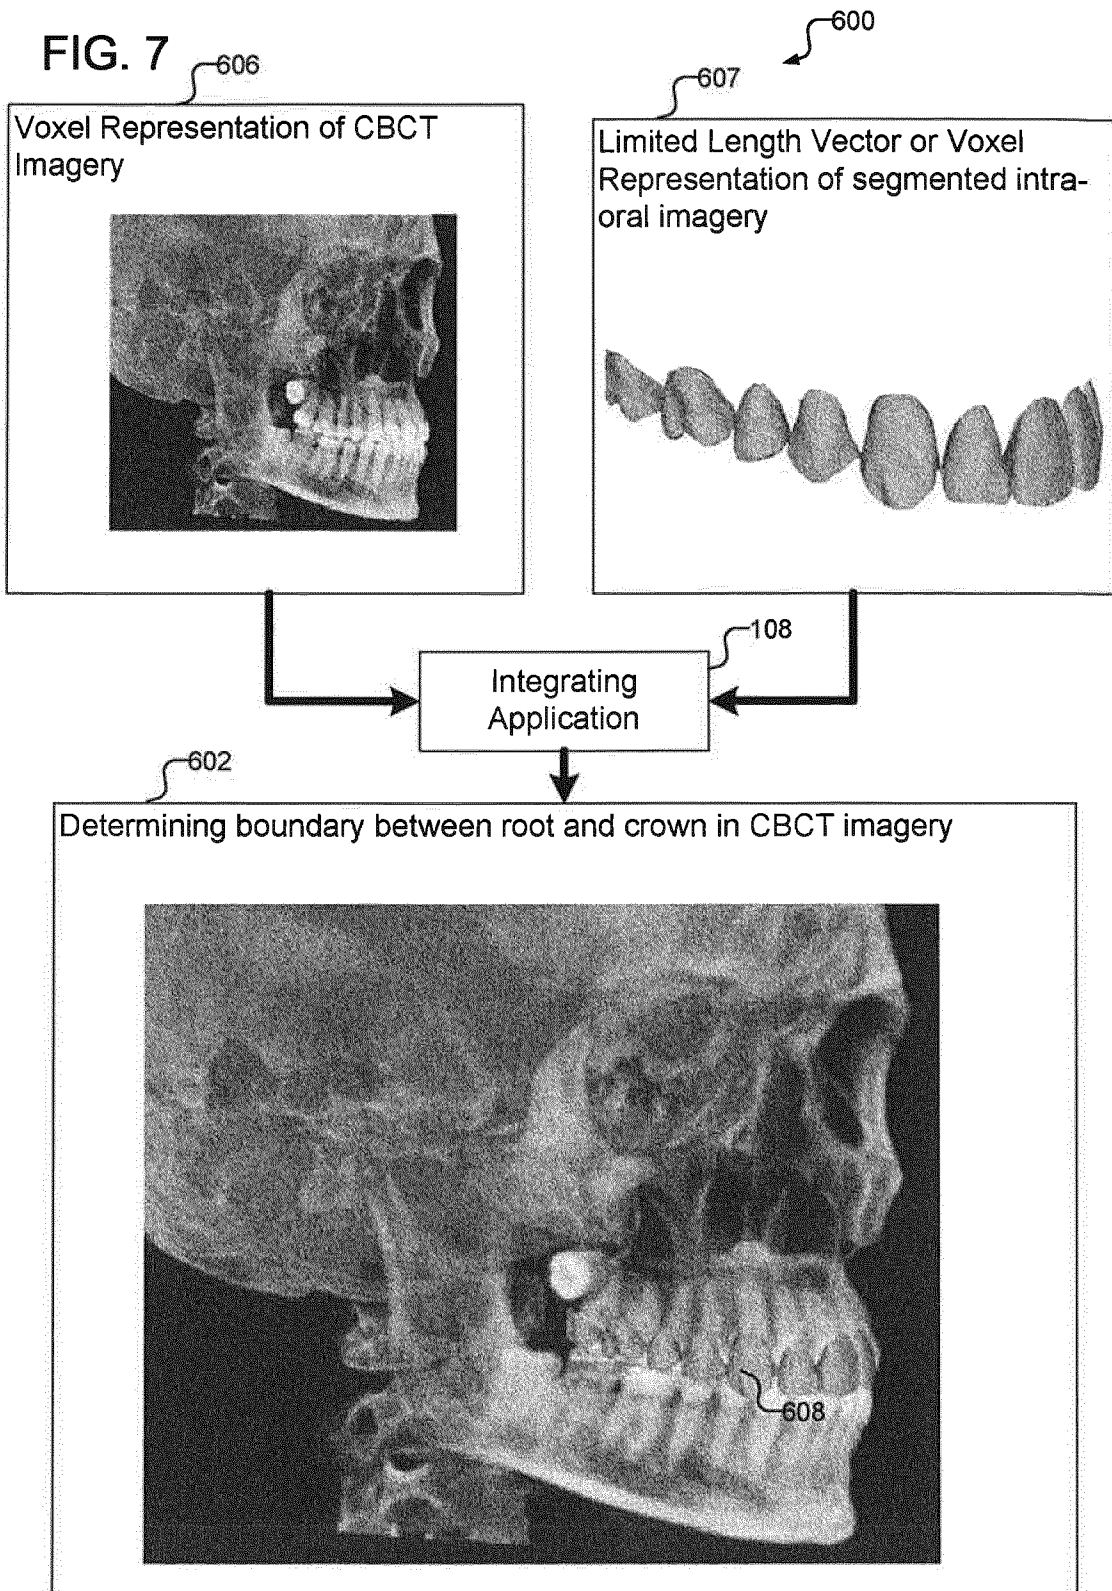 FIG. 7
600
606
607
Voxel Representation of CBCT
Imagery
Limited Length Vector or Voxel
Representation of segmented intra-
oral imagery
108
Integrating
Application
602
Determining boundary between root and crown in CBCT imagery
608